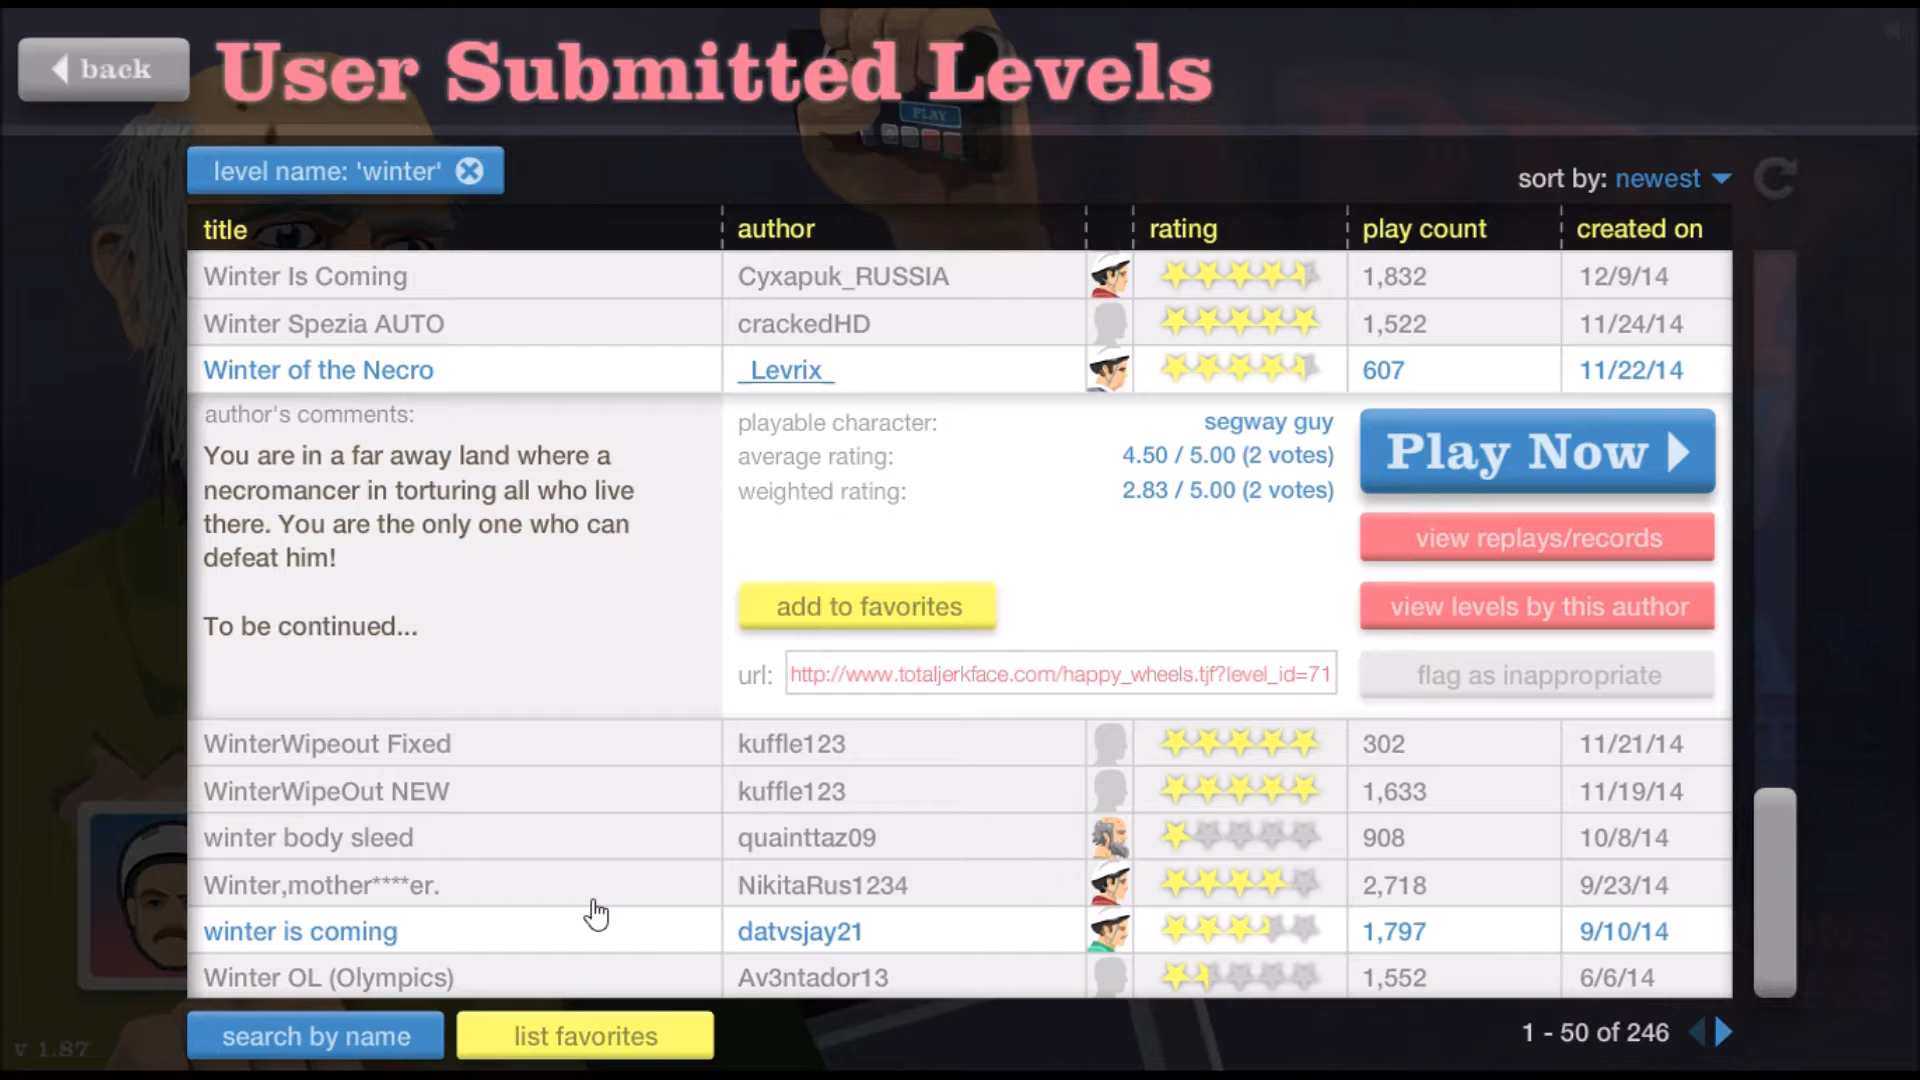 back
User Submitted Levels
PLAY
level name: 'winter'
sort by: newest
title author rating play count created on
Winter Is Coming Cyxapuk_RUSSIA 1,832 12/9/14
Winter Spezia AUTO crackedHD 1,522 11/24/14
Winter of the Necro _Levrix_ 607 11/22/14
author's comments:
You are in a far away land where a
necromancer in torturing all who live
there. You are the only one who can
defeat him!
To be continued...
playable character: segway guy
average rating: 4.50 / 5.00 (2 votes)
weighted rating: 2.83 / 5.00 (2 votes)
add to favorites
url: http://www.totaljerkface.com/happy_wheels.tjf?level_id=71
Play Now
view replays/records
view levels by this author
flag as inappropriate
WinterWipeout Fixed kuffle123 302 11/21/14
WinterWipeOut NEW kuffle123 1,633 11/19/14
winter body sleed quainttaz09 908 10/8/14
Winter,mother****er. NikitaRus1234 2,718 9/23/14
winter is coming datvsjay21 1,797 9/10/14
Winter OL (Olympics) Av3ntador13 1,552 6/6/14
search by name list favorites 1 - 50 of 246
v 1.87